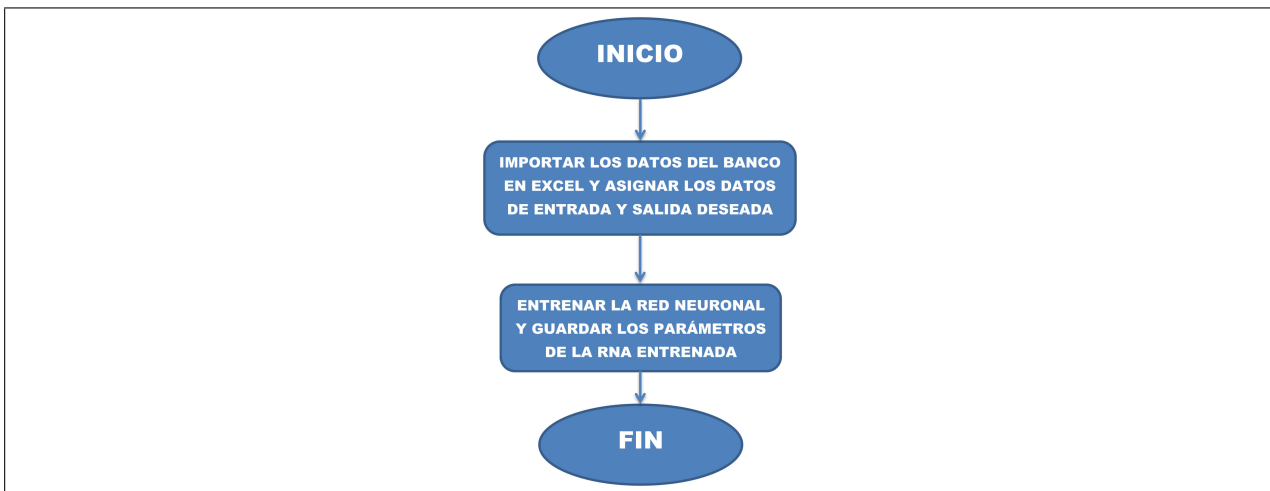 INICIO
IMPORTAR LOS DATOS DEL BANCO
EN EXCEL Y ASIGNAR LOS DATOS
DE ENTRADA Y SALIDA DESEADA
ENTRENAR LA RED NEURONAL
Y GUARDAR LOS PARÁMETROS
DE LA RNA ENTRENADA
FIN